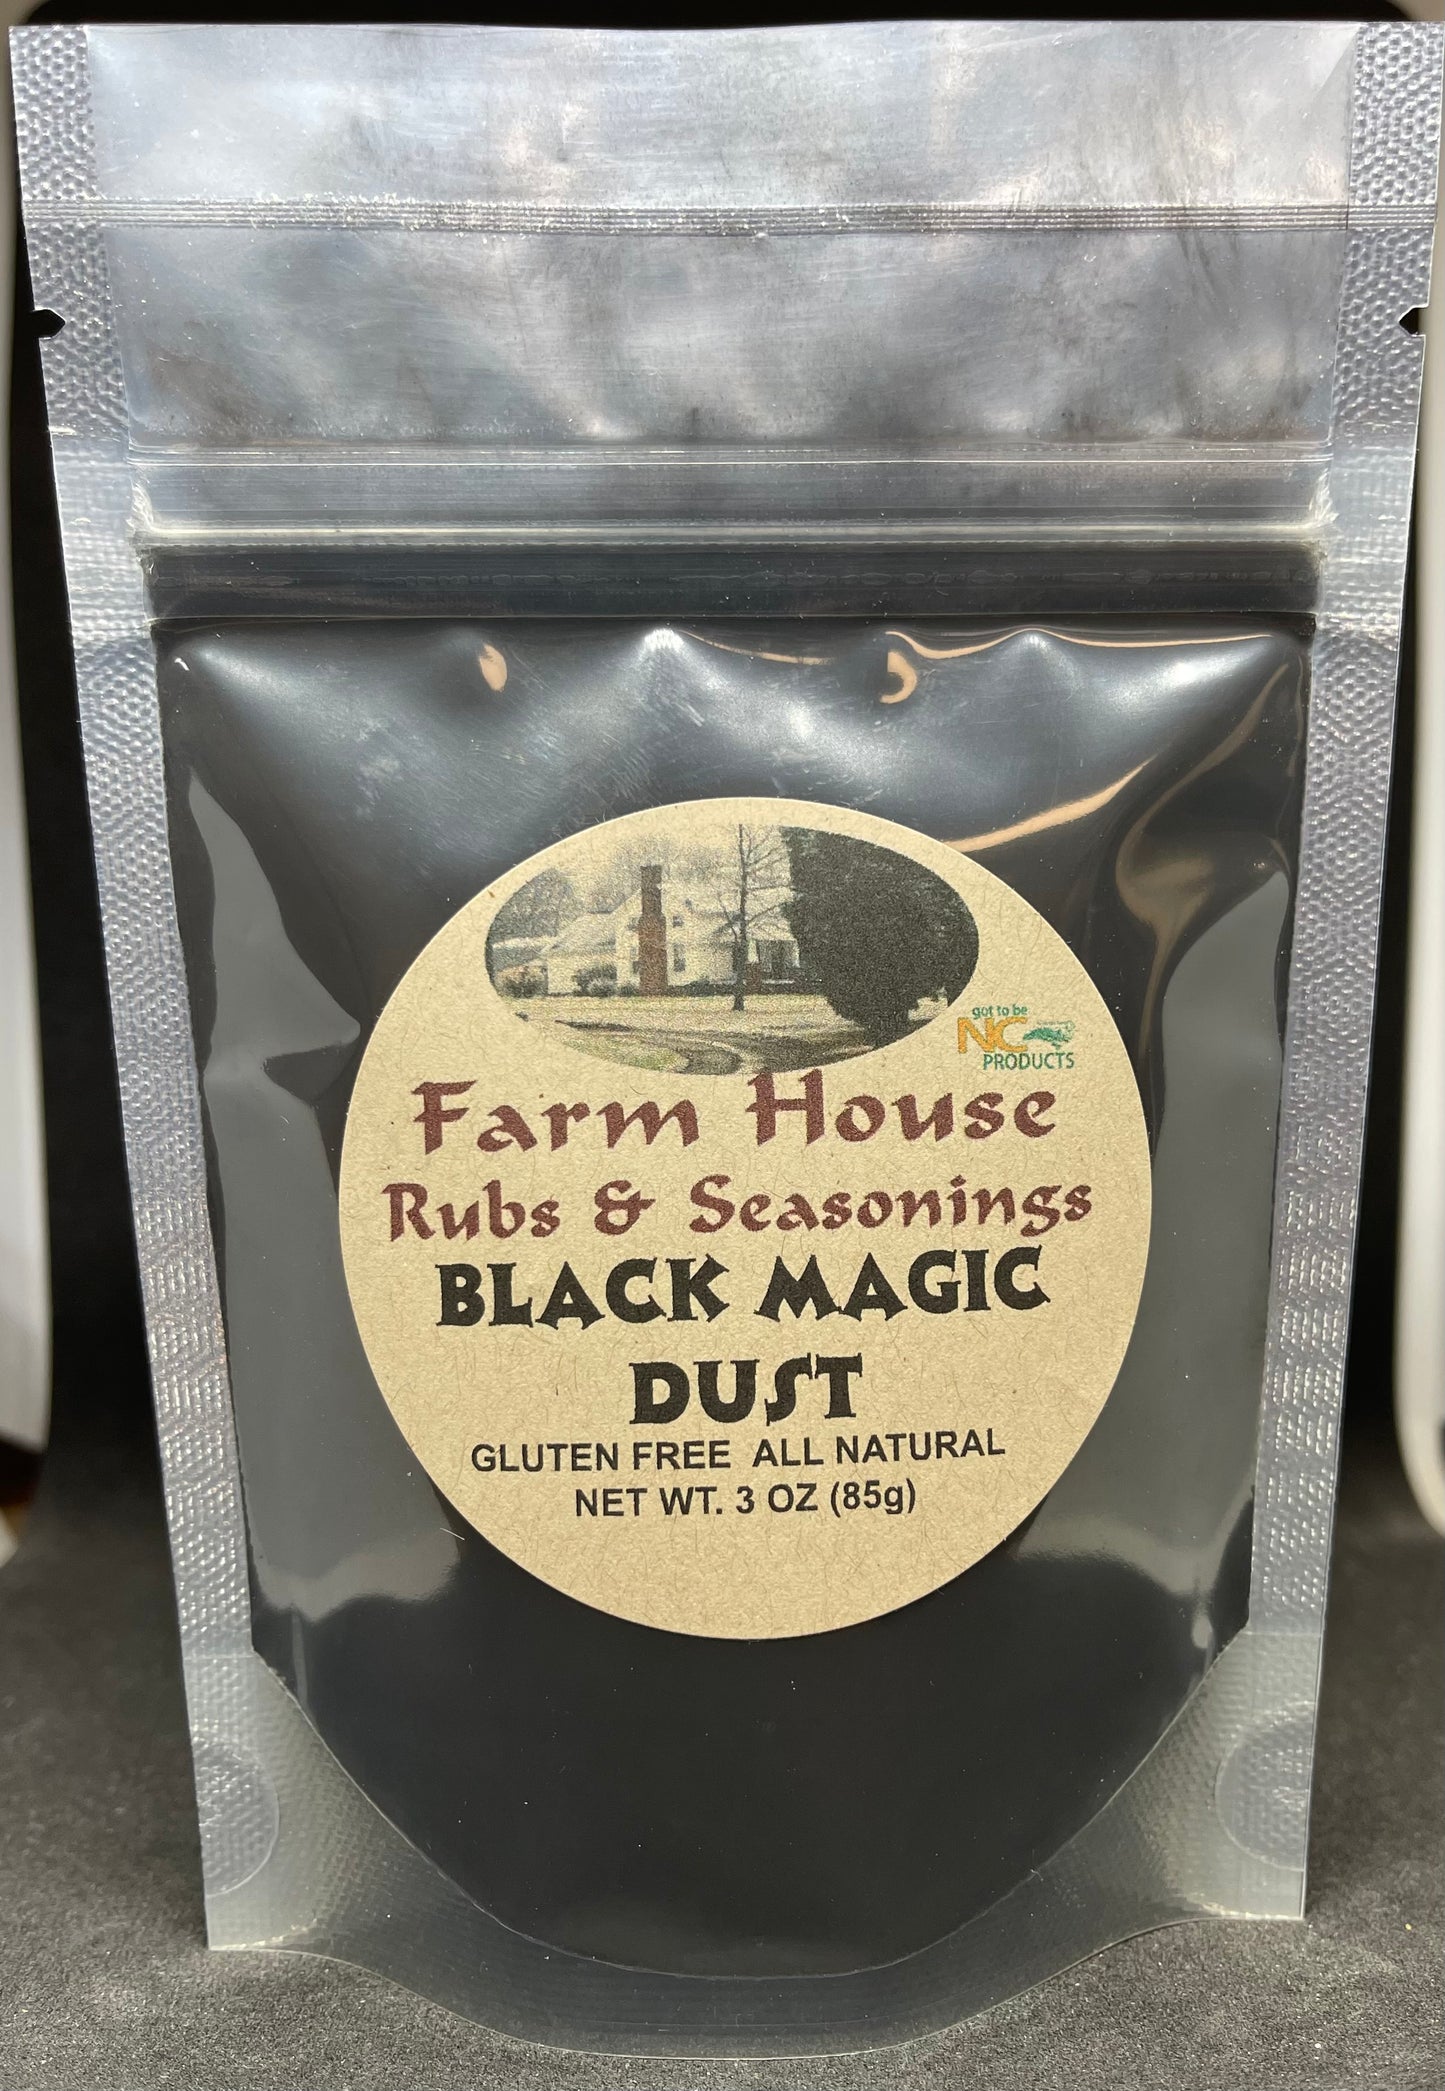 got to be
NC
PRODUCTS
Farm House
Rubs & Seasonings
BLACK MAGIC
DUST
GLUTEN FREE ALL NATURAL
NET WT. 3 OZ (85g)